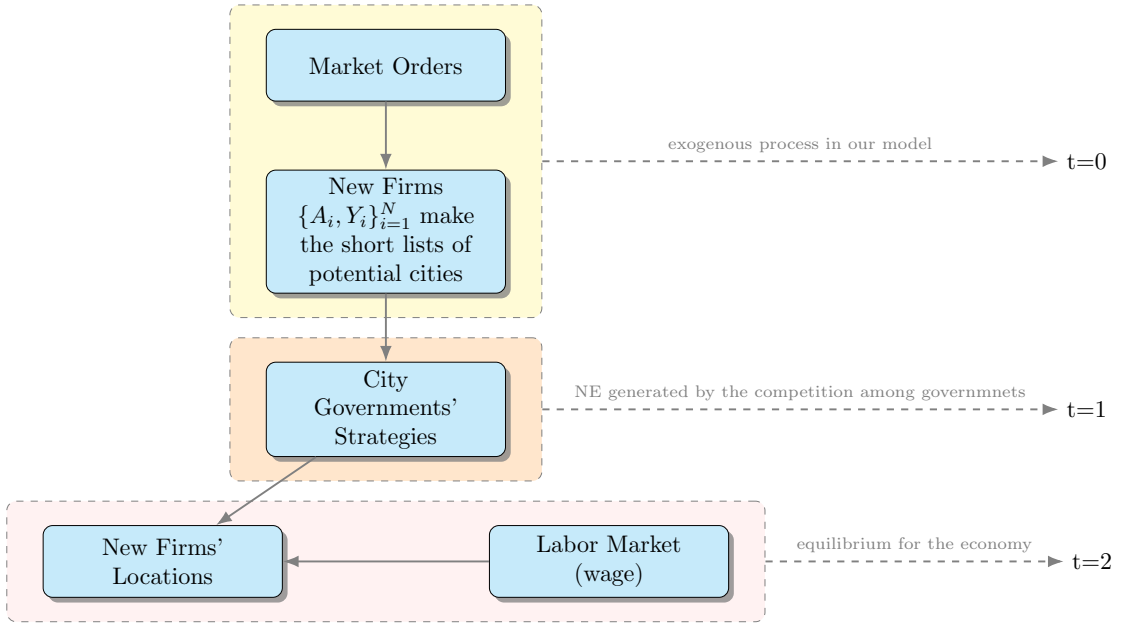 Market Orders
exogenous process in our model
t=0
New Firms
$\{A_i, Y_i\}_{i=1}^N$ make
the short lists of
potential cities
City
Governments'
Strategies
NE generated by the competition among governmnets
t=1
New Firms'
Locations
Labor Market
(wage)
equilibrium for the economy
t=2